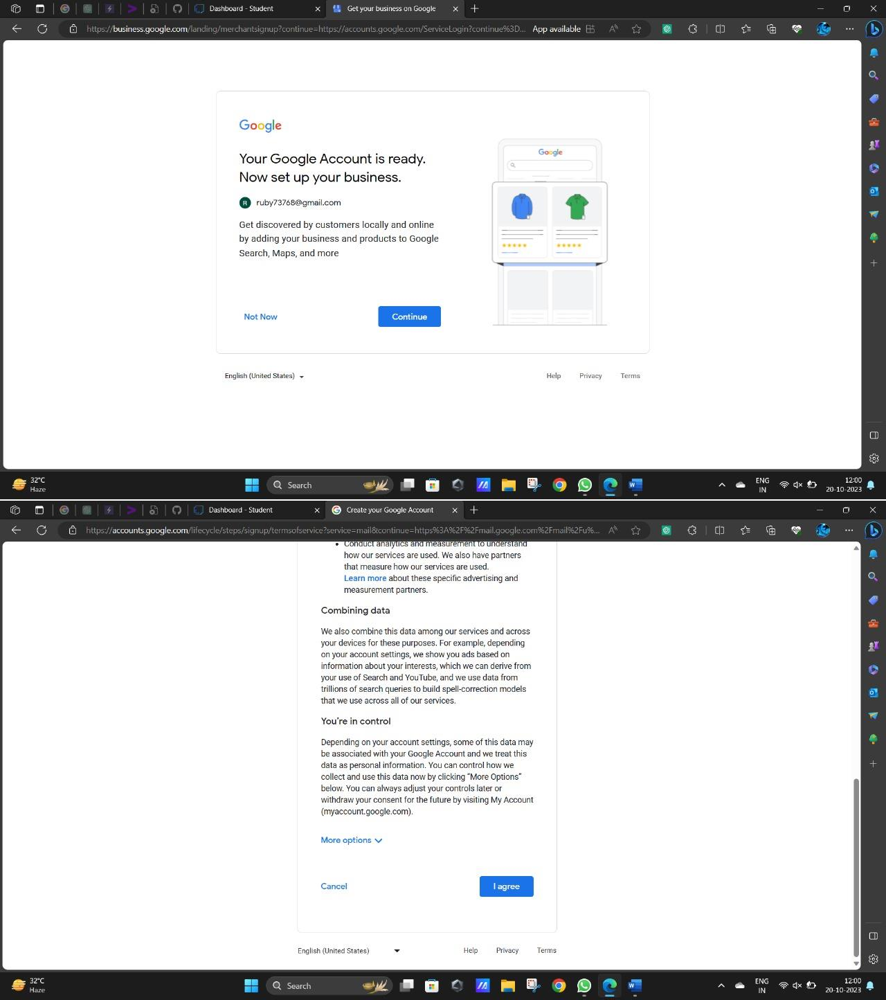 Dashboard - Student
Get your business on Google
https://business.google.com/landing/merchantsignup?continue=https://accounts.google.com/ServiceLogin?continue%3D...
App available
Google
Your Google Account is ready.
Now set up your business.
R ruby73768@gmail.com
Get discovered by customers locally and online
by adding your business and products to Google
Search, Maps, and more
Not Now
Continue
Google
English (United States)
Help
Privacy
Terms
32°C
Haze
Search
ENG
IN
12:00
20-10-2023
Dashboard - Student
Create your Google Account
https://accounts.google.com/lifecycle/steps/signup/termsofservice?service=mail&continue=https%3A%2F%2Fmail.google.com%2Fmail%2Fu%...
• Conduct analytics and measurement to understand
how our services are used. We also have partners
that measure how our services are used.
Learn more about these specific advertising and
measurement partners.
Combining data
We also combine this data among our services and across
your devices for these purposes. For example, depending
on your account settings, we show you ads based on
information about your interests, which we can derive from
your use of Search and YouTube, and we use data from
trillions of search queries to build spell-correction models
that we use across all of our services.
You're in control
Depending on your account settings, some of this data may
be associated with your Google Account and we treat this
data as personal information. You can control how we
collect and use this data now by clicking “More Options”
below. You can always adjust your controls later or
withdraw your consent for the future by visiting My Account
(myaccount.google.com).
More options
Cancel
I agree
English (United States)
Help
Privacy
Terms
32°C
Haze
Search
ENG
IN
12:00
20-10-2023